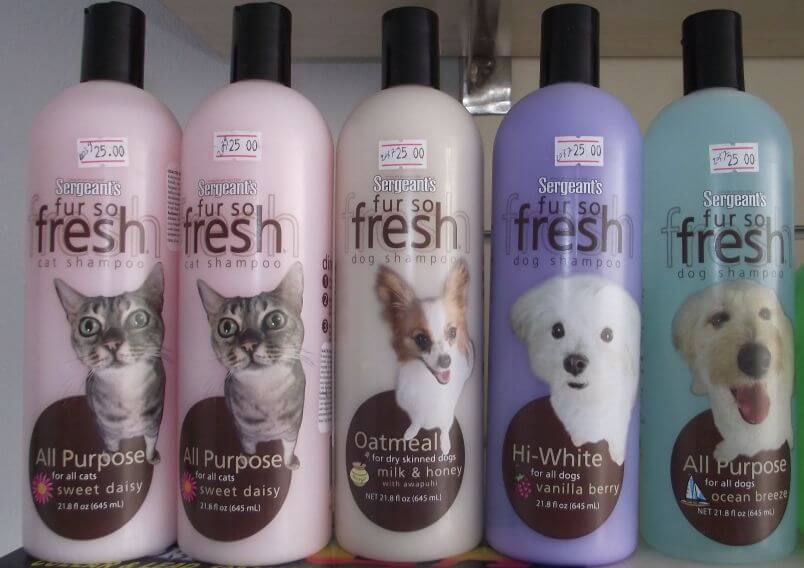 25.00
Sergeant's
fur so
fresh
cat shampoo
All Purpose
for all cats
sweet daisy
21.8 fl oz (645 mL)
25 00
Sergeant's
fur so
fresh
cat shampoo
All Purpose
for all cats
sweet daisy
21.8 fl oz (645 mL)
25 00
Sergeant's
fur so
fresh
dog shampoo
Oatmeal
for dry skinned dogs
milk & honey
with awapuhi
NET 21.8 fl oz (645 mL)
25 00
Sergeant's
fur so
fresh
dog shampoo
Hi-White
for all dogs
vanilla berry
21.8 fl oz (645 mL)
25 00
Sergeant's
fur so
fresh
dog shampoo
All Purpose
for all dogs
ocean breeze
NET 21.8 fl oz (645 mL)